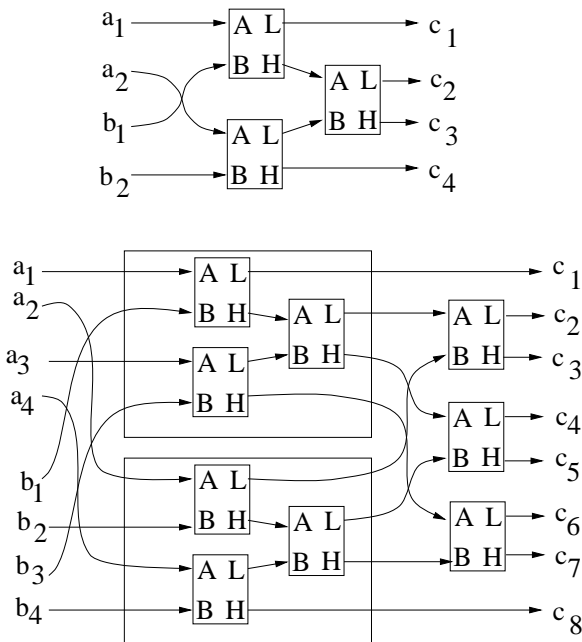 a1 A L c1
a2 B H A L c2
b1 A L B H c3
b2 B H c4
a1 A L c1
a2 B H A L A L c2
a3 A L B H B H c3
a4 B H A L c4
b1 A L B H c5
b2 B H A L A L c6
b3 A L B H B H c7
b4 B H c8